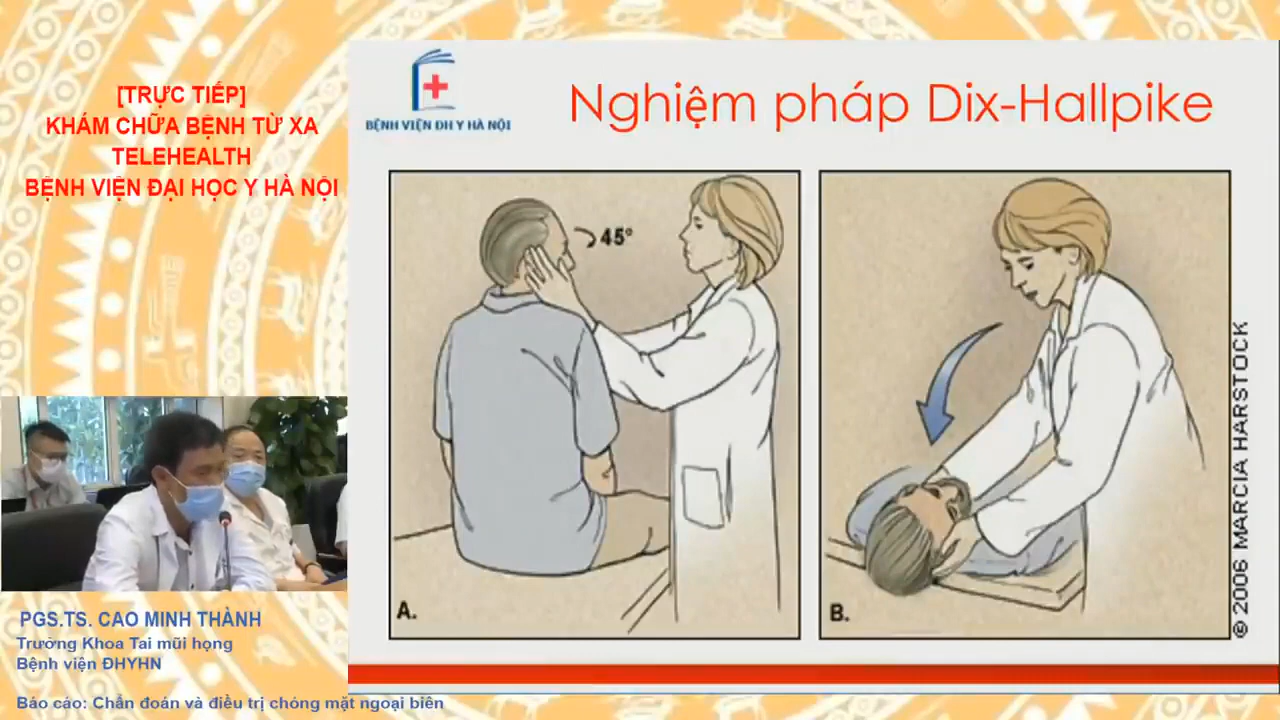 [TRỰC TIẾP]
KHÁM CHỮA BỆNH TỪ XA
TELEHEALTH
BỆNH VIỆN ĐẠI HỌC Y HÀ NỘI
BỆNH VIỆN ĐH Y HÀ NỘI
Nghiệm pháp Dix-Hallpike
45°
A.
B.
© 2006 MARCIA HARSTOCK
PGS.TS. CAO MINH THÀNH
Trưởng Khoa Tai mũi họng
Bệnh viện ĐHYHN
Báo cáo: Chẩn đoán và điều trị chóng mặt ngoại biên